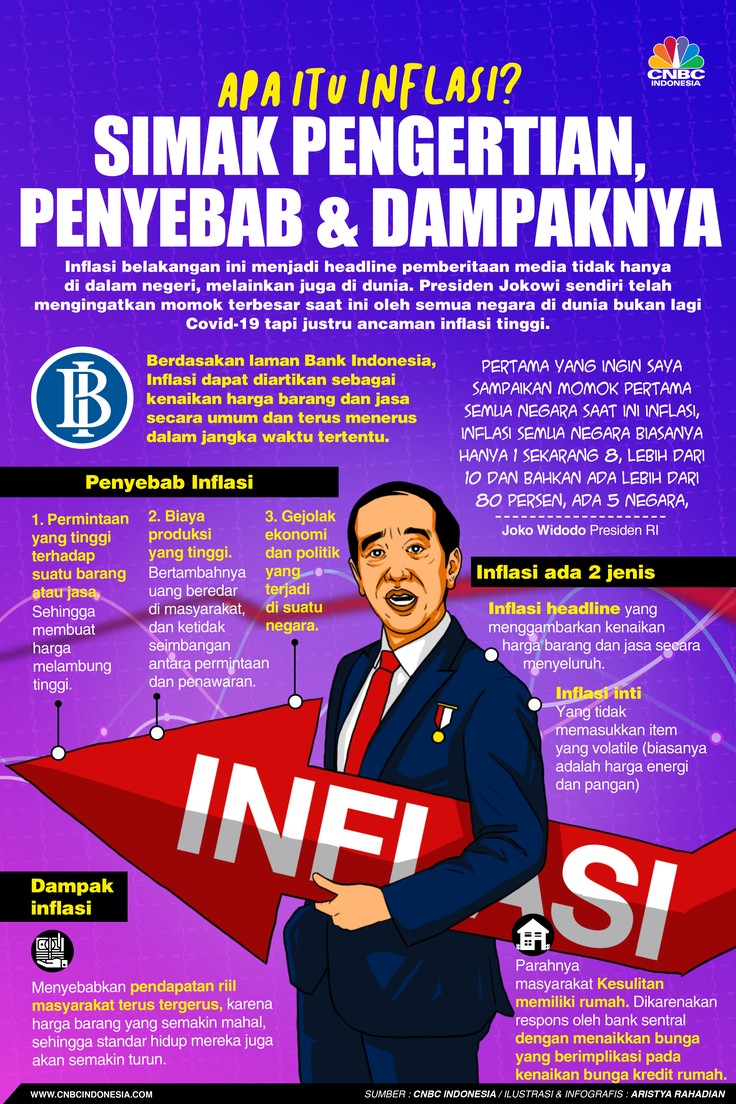 CNBC
INDONESIA
APA ITU INFLASI?
SIMAK PENGERTIAN,
PENYEBAB & DAMPAKNYA
Inflasi belakangan ini menjadi headline pemberitaan media tidak hanya
di dalam negeri, melainkan juga di dunia. Presiden Jokowi sendiri telah
mengingatkan momok terbesar saat ini oleh semua negara di dunia bukan lagi
Covid-19 tapi justru ancaman inflasi tinggi.
BI
Berdasakan laman Bank Indonesia,
Inflasi dapat diartikan sebagai
kenaikan harga barang dan jasa
secara umum dan terus menerus
dalam jangka waktu tertentu.
PERTAMA YANG INGIN SAYA
SAMPAIKAN MOMOK PERTAMA
SEMUA NEGARA SAAT INI INFLASI,
INFLASI SEMUA NEGARA BIASANYA
HANYA 1 SEKARANG 8, LEBIH DARI
10 DAN BAHKAN ADA LEBIH DARI
80 PERSEN, ADA 5 NEGARA,
Joko Widodo Presiden RI
Penyebab Inflasi
1. Permintaan
yang tinggi
terhadap
suatu barang
atau jasa,
Sehingga
membuat
harga
melambung
tinggi.
2. Biaya
produksi
yang tinggi.
Bertambahnya
uang beredar
di masyarakat,
dan ketidak
seimbangan
antara permintaan
dan penawaran.
3. Gejolak
ekonomi
dan politik
yang
terjadi
di suatu
negara.
Inflasi ada 2 jenis
Inflasi headline yang
menggambarkan kenaikan
harga barang dan jasa secara
menyeluruh.
Inflasi inti
Yang tidak
memasukkan item
yang volatile (biasanya
adalah harga energi
dan pangan)
INFLASI
Dampak
inflasi
Menyebabkan pendapatan riil
masyarakat terus tergerus, karena
harga barang yang semakin mahal,
sehingga standar hidup mereka juga
akan semakin turun.
Parahnya
masyarakat Kesulitan
memiliki rumah. Dikarenakan
respons oleh bank sentral
dengan menaikkan bunga
yang berimplikasi pada
kenaikan bunga kredit rumah.
WWW.CNBCINDONESIA.COM
SUMBER : CNBC INDONESIA / ILUSTRASI & INFOGRAFIS : ARISTYA RAHADIAN